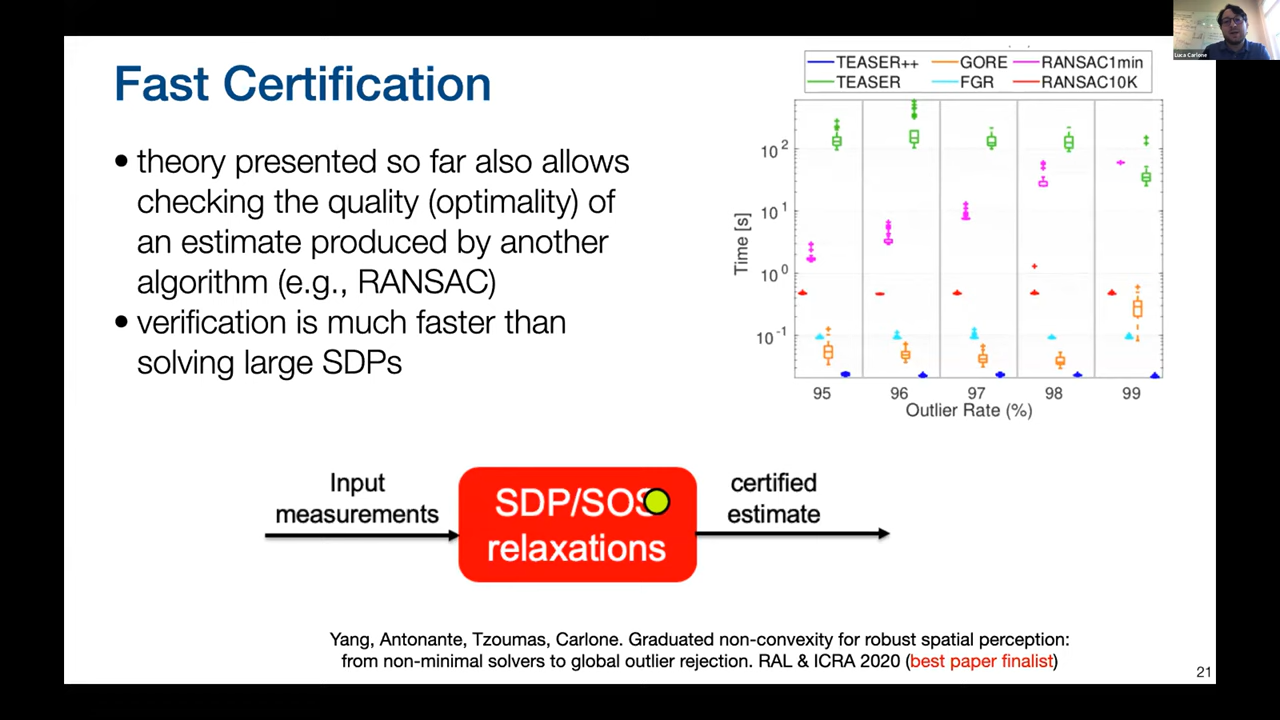 Luca Carlone
Fast Certification
• theory presented so far also allows
checking the quality (optimality) of
an estimate produced by another
algorithm (e.g., RANSAC)
• verification is much faster than
solving large SDPs
TEASER++ GORE RANSAC1min
TEASER FGR RANSAC10K
Time [s]
10²
10¹
10⁰
10⁻¹
95 96 97 98 99
Outlier Rate (%)
Input
measurements
SDP/SOS
relaxations
certified
estimate
Yang, Antonante, Tzoumas, Carlone. Graduated non-convexity for robust spatial perception:
from non-minimal solvers to global outlier rejection. RAL & ICRA 2020 (best paper finalist)
21